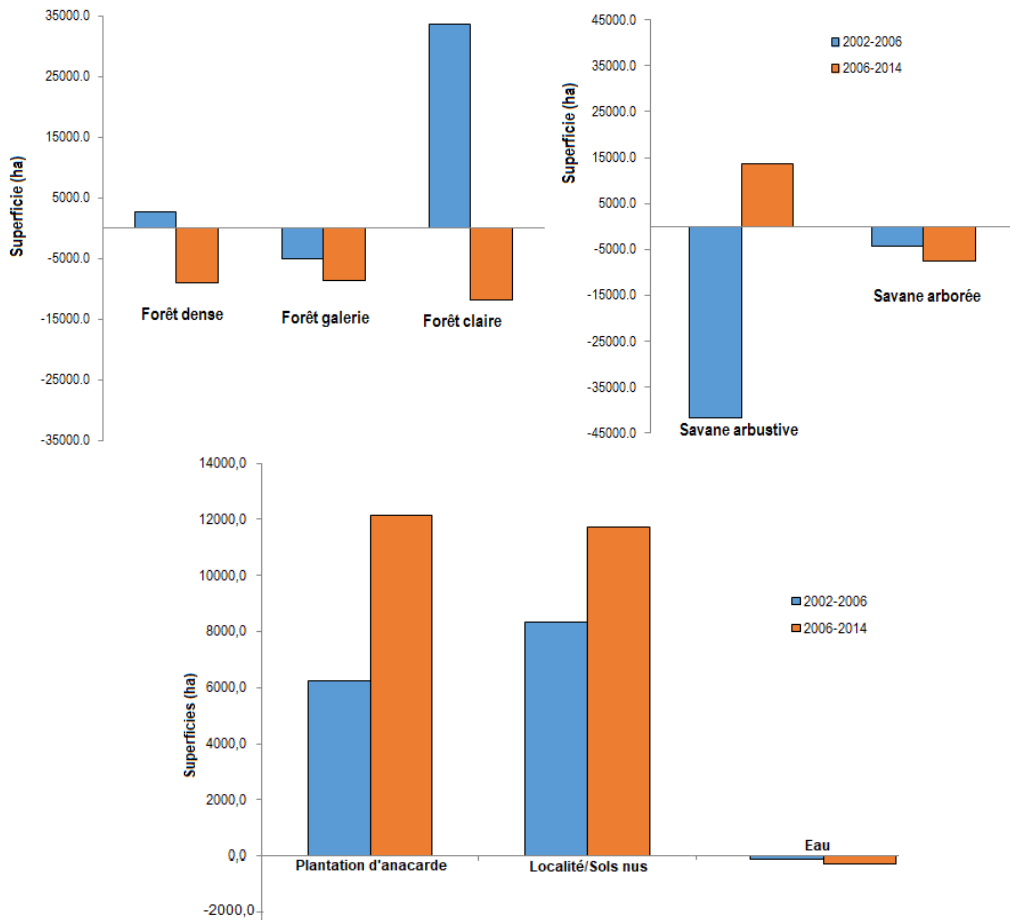 35000.0
25000.0
15000.0
5000.0
-5000.0
-15000.0
-25000.0
-35000.0
Superficie (ha)
Forêt dense
Forêt galerie
Forêt claire
45000.0
35000.0
25000.0
15000.0
5000.0
-5000.0
-15000.0
-25000.0
-35000.0
-45000.0
Superficie (ha)
2002-2006
2006-2014
Savane arborée
Savane arbustive
14000,0
12000,0
10000,0
8000,0
6000,0
4000,0
2000,0
0,0
-2000,0
Superficies (ha)
2002-2006
2006-2014
Plantation d'anacarde
Localité/Sols nus
Eau